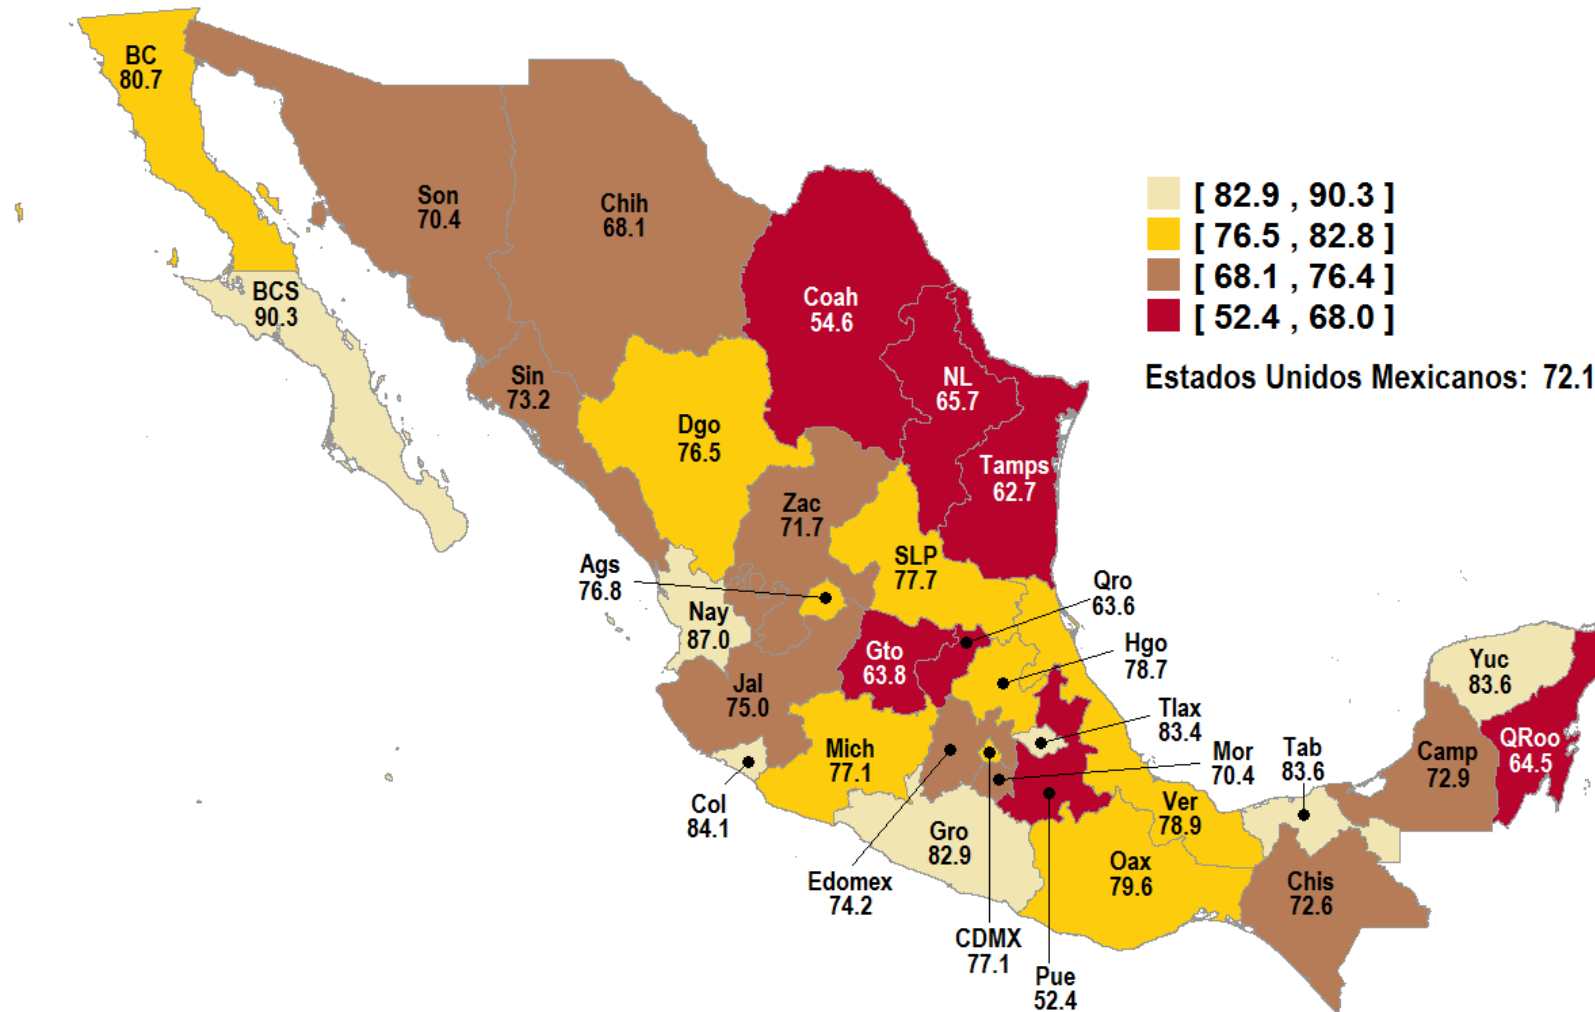 BC
80.7
BCS
90.3
Son
70.4
Chih
68.1
Coah
54.6
NL
65.7
Tamps
62.7
Sin
73.2
Dgo
76.5
Zac
71.7
SLP
77.7
Ags
76.8
Nay
87.0
Jal
75.0
Gto
63.8
Qro
63.6
Hgo
78.7
Tlax
83.4
Mor
70.4
Tab
83.6
Col
84.1
Mich
77.1
Edomex
74.2
Gro
82.9
CDMX
77.1
Pue
52.4
Ver
78.9
Oax
79.6
Chis
72.6
Camp
72.9
Yuc
83.6
QRoo
64.5
[ 82.9 , 90.3 ]
[ 76.5 , 82.8 ]
[ 68.1 , 76.4 ]
[ 52.4 , 68.0 ]
Estados Unidos Mexicanos: 72.1